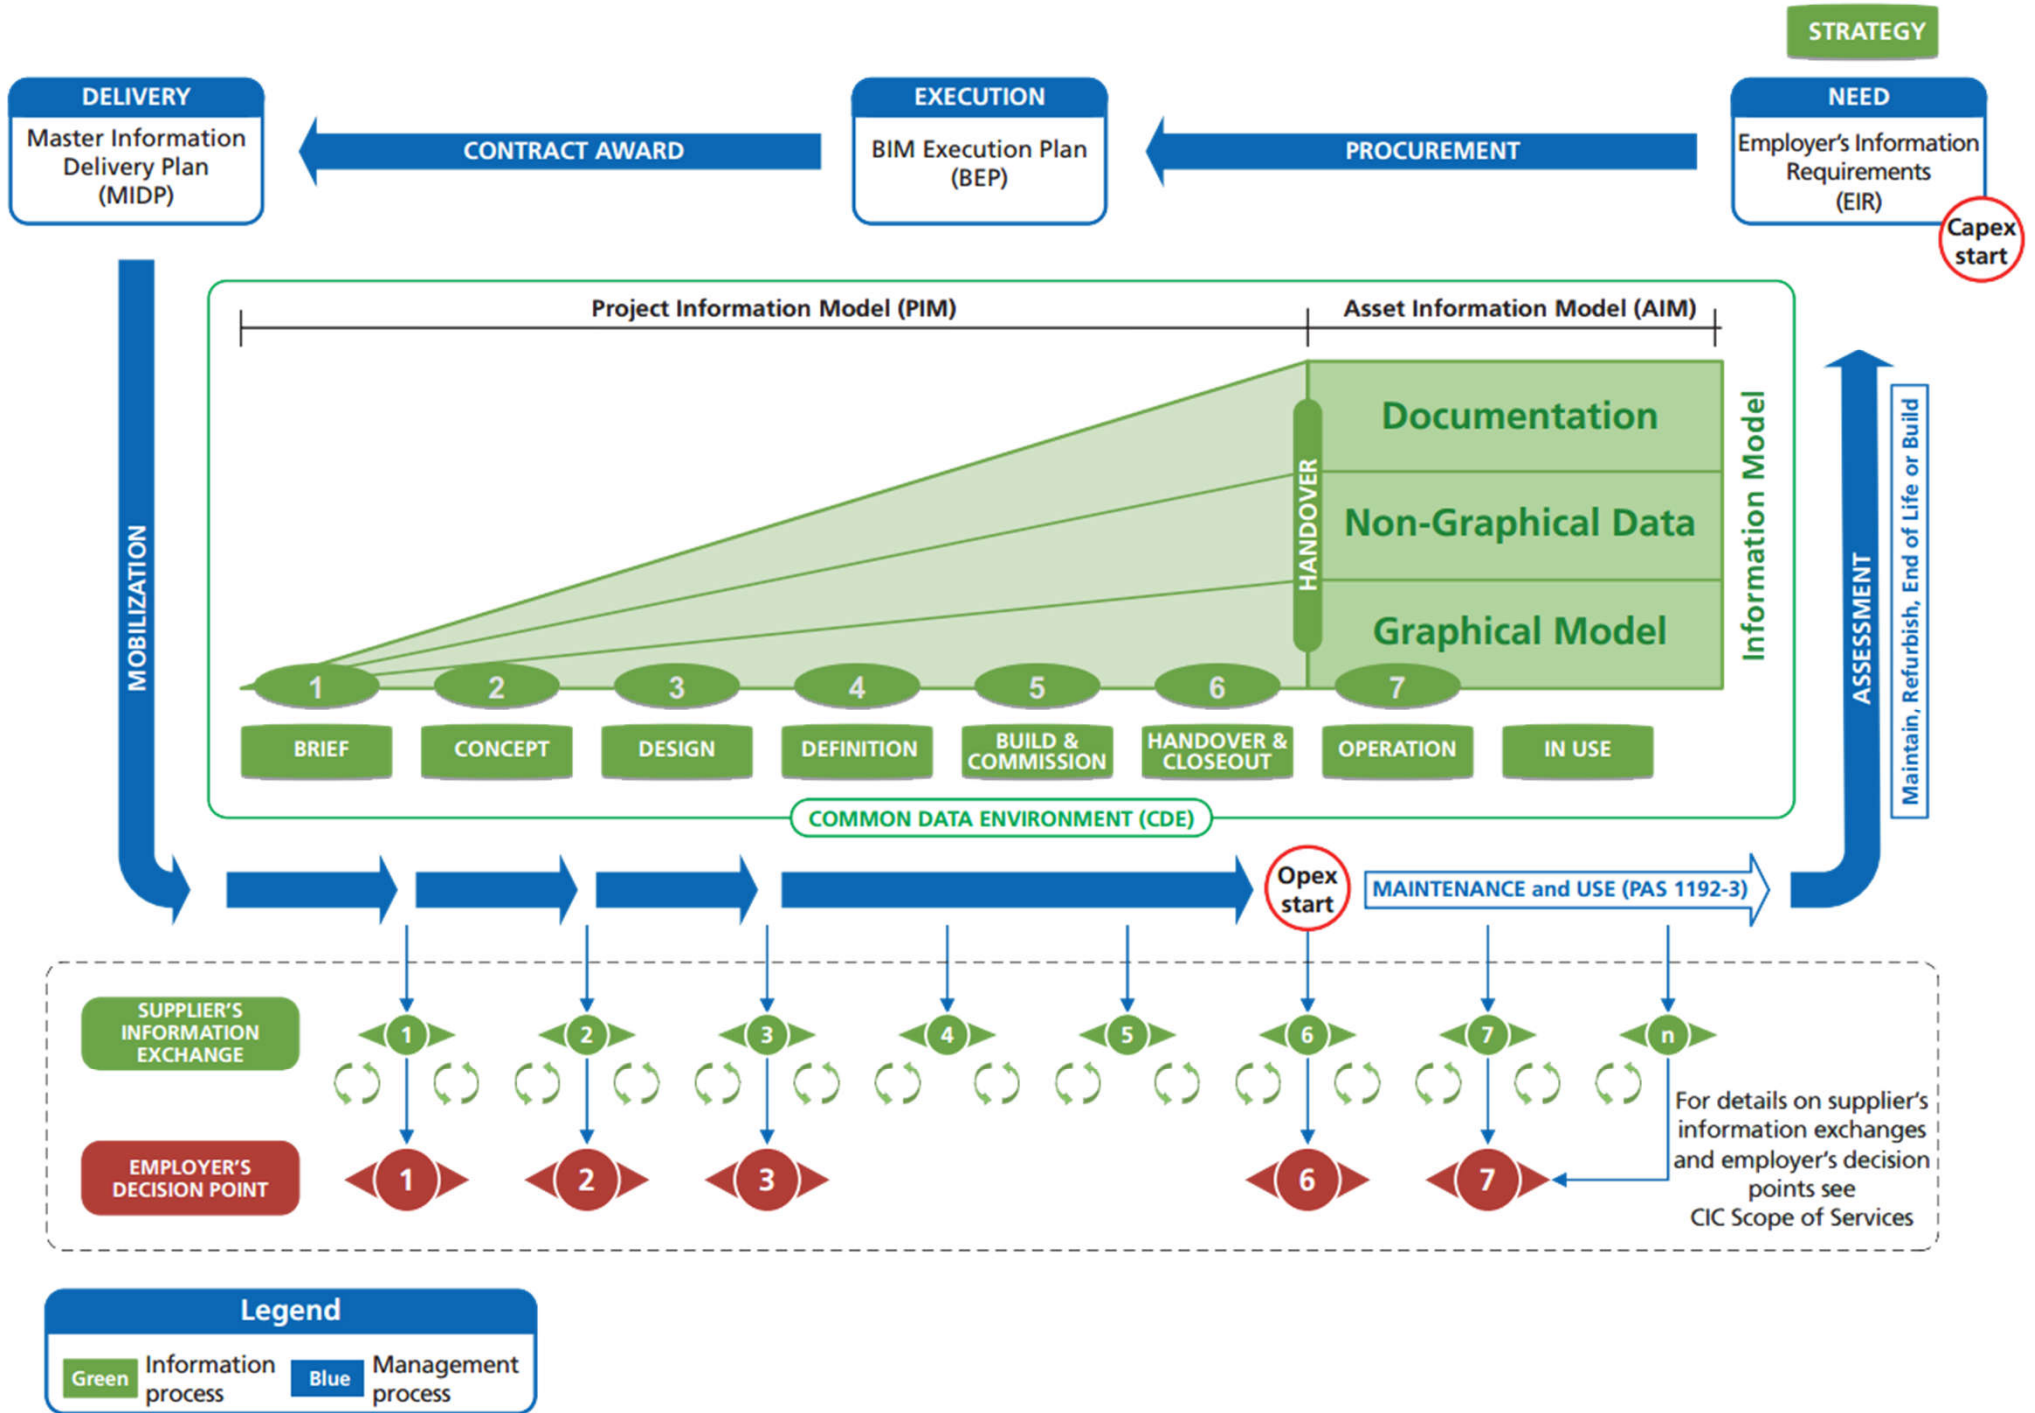 STRATEGY
DELIVERY
Master Information
Delivery Plan
(MIDP)
CONTRACT AWARD
EXECUTION
BIM Execution Plan
(BEP)
PROCUREMENT
NEED
Employer's Information
Requirements
(EIR)
Capex
start
MOBILIZATION
Project Information Model (PIM)
Asset Information Model (AIM)
Documentation
Non-Graphical Data
Graphical Model
HANDOVER
Information Model
ASSESSMENT
Maintain, Refurbish, End of Life or Build
1
2
3
4
5
6
7
BRIEF
CONCEPT
DESIGN
DEFINITION
BUILD &
COMMISSION
HANDOVER &
CLOSEOUT
OPERATION
IN USE
COMMON DATA ENVIRONMENT (CDE)
Opex
start
MAINTENANCE and USE (PAS 1192-3)
SUPPLIER'S
INFORMATION
EXCHANGE
1
2
3
4
5
6
7
n
EMPLOYER'S
DECISION POINT
1
2
3
6
7
For details on supplier's
information exchanges
and employer's decision
points see
CIC Scope of Services
Legend
Green
Information
process
Blue
Management
process